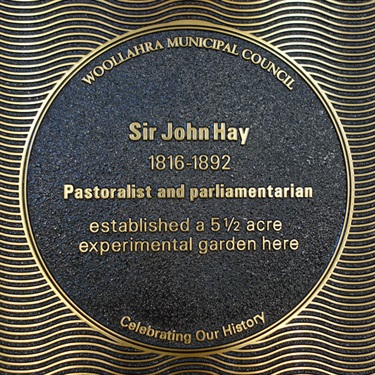 WOOLLAHRA MUNICIPAL COUNCIL
Sir John Hay
1816-1892
Pastoralist and parliamentarian
established a 5½ acre
experimental garden here
Celebrating Our History